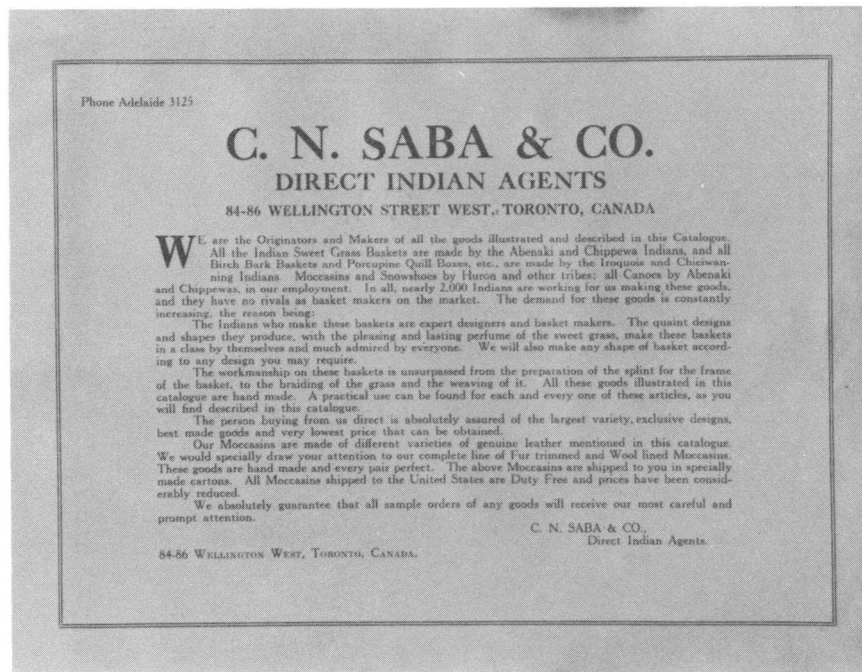 Phone Adelaide 3125
C. N. SABA & CO.
DIRECT INDIAN AGENTS
84-86 WELLINGTON STREET WEST, TORONTO, CANADA
WE are the Originators and Makers of all the goods illustrated and described in this Catalogue.
All the Indian Sweet Grass Baskets are made by the Abenaki and Chippewa Indians, and all
Birch Bark Baskets and Porcupine Quill Boxes, etc., are made by the Iroquois and Chiciwan-
ning Indians. Moccasins and Snowshoes by Huron and other tribes; all Canoes by Abenaki
and Chippewas, in our employment. In all, nearly 2,000 Indians are working for us making these goods,
and they have no rivals as basket makers on the market. The demand for these goods is constantly
increasing, the reason being:
The Indians who make these baskets are expert designers and basket makers. The quaint designs
and shapes they produce, with the pleasing and lasting perfume of the sweet grass, make these baskets
in a class by themselves and much admired by everyone. We will also make any shape of basket accord-
ing to any design you may require.
The workmanship on these baskets is unsurpassed from the preparation of the splint for the frame
of the basket, to the braiding of the grass and the weaving of it. All these goods illustrated in this
catalogue are hand made. A practical use can be found for each and every one of these articles, as you
will find described in this catalogue.
The person buying from us direct is absolutely assured of the largest variety, exclusive designs,
best made goods and very lowest price that can be obtained.
Our Moccasins are made of different varieties of genuine leather mentioned in this catalogue.
We would specially draw your attention to our complete line of Fur trimmed and Wool lined Moccasins.
These goods are hand made and every pair perfect. The above Moccasins are shipped to you in specially
made cartons. All Moccasins shipped to the United States are Duty Free and prices have been consid-
erably reduced.
We absolutely guarantee that all sample orders of any goods will receive our most careful and
prompt attention.
C. N. SABA & CO.,
Direct Indian Agents.
84-86 WELLINGTON WEST, TORONTO, CANADA.